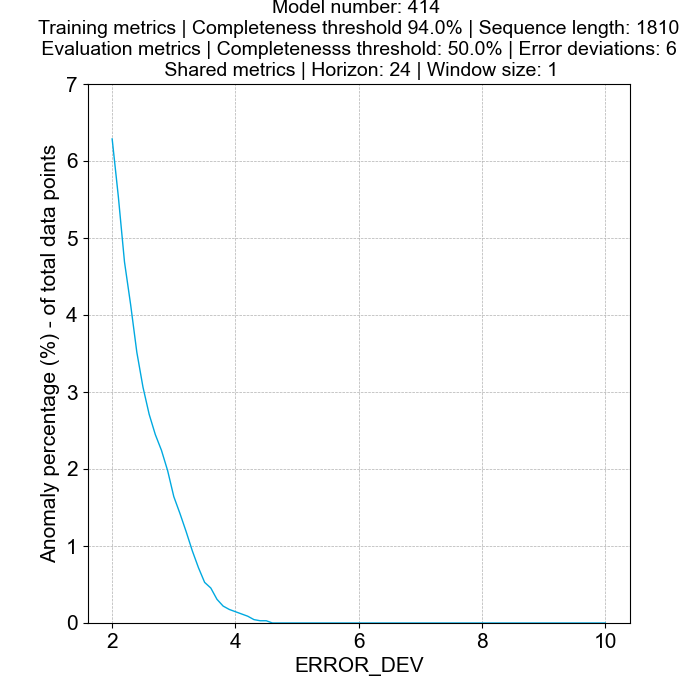 Model number: 414
Training metrics | Completeness threshold 94.0% | Sequence length: 1810
Evaluation metrics | Completenesss threshold: 50.0% | Error deviations: 6
Shared metrics | Horizon: 24 | Window size: 1
Anomaly percentage (%) - of total data points
7
6
5
4
3
2
1
0
2 4 6 8 10
ERROR_DEV